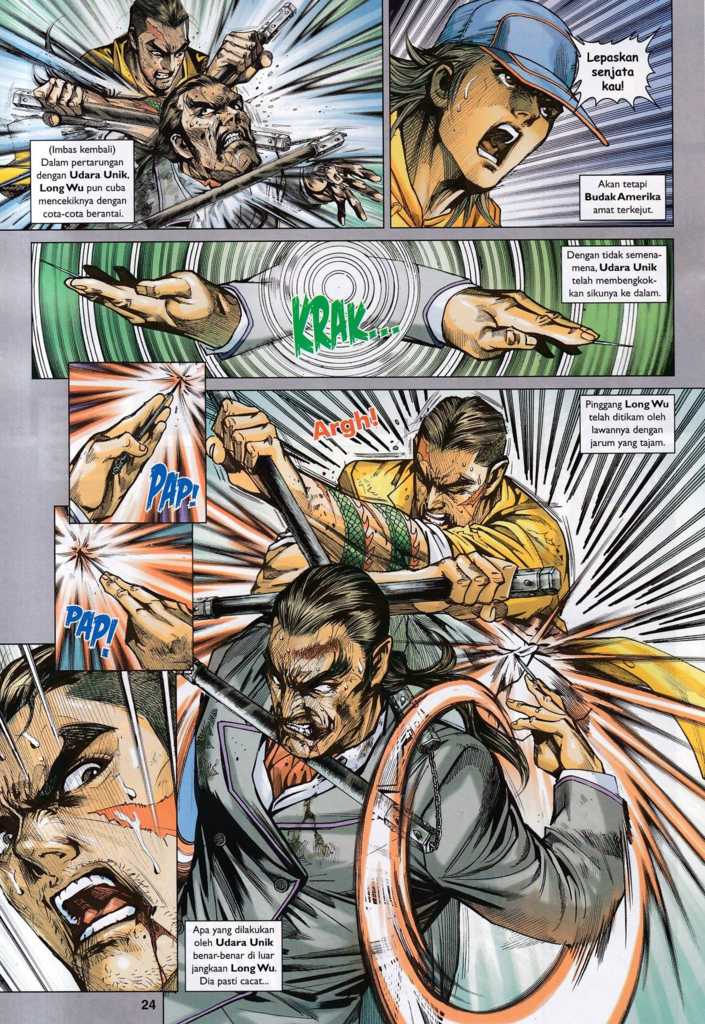 (Imbas kembali)
Dalam pertarungan
dengan Udara Unik,
Long Wu pun cuba
mencekiknya dengan
cota-cota berantai.
Lepaskan
senjata
kau!
Akan tetapi
Budak Amerika
amat terkejut.
Dengan tidak semena-
mena, Udara Unik
telah membengkok-
kan sikunya ke dalam.
KRAK...
PAP!
PAP!
Argh!
Pinggang Long Wu
telah ditikam oleh
lawannya dengan
jarum yang tajam.
Apa yang dilakukan
oleh Udara Unik
benar-benar di luar
jangkaan Long Wu.
Dia pasti cacat...
24